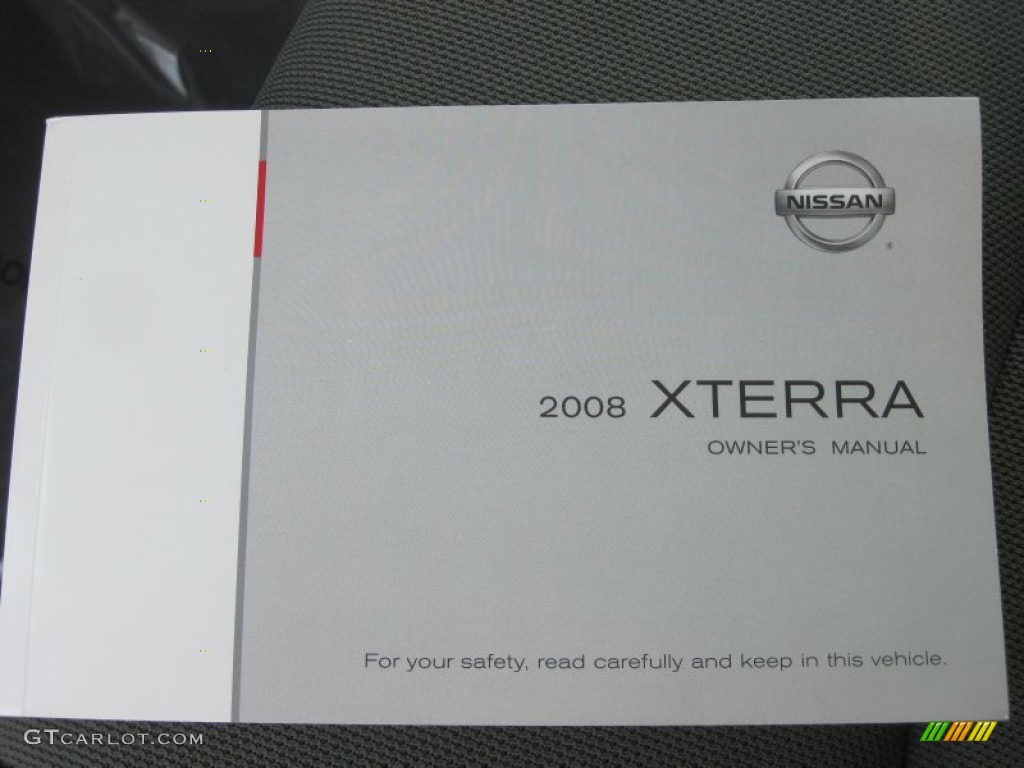 NISSAN
®
2008 XTERRA
OWNER'S MANUAL
For your safety, read carefully and keep in this vehicle.
GTCARLOT.COM